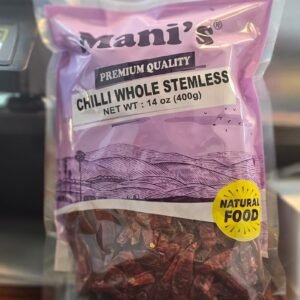 Mani's®
PREMIUM QUALITY
CHILLI WHOLE STEMLESS
NET WT : 14 oz (400g)
NATURAL
FOOD